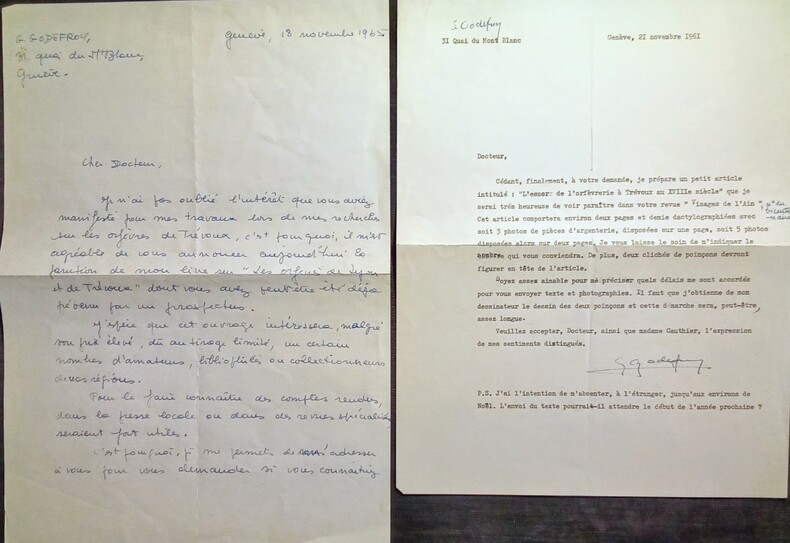 G. GODEFROY,
31 quai du Mt Blanc,
Genève.
Genève, 18 novembre 1965
Cher Docteur,
Je n'ai pas oublié l'intérêt que vous aviez
manifesté pour mes travaux lors de mes recherches
sur les orfèvres de Trévoux, c'est pourquoi, il m'est
agréable de vous annoncer aujourd'hui la
parution de mon livre sur "Les orfèvres de Lyon
et de Trévoux" dont vous avez peut-être été déjà
prévenu par un prospectus.
J'espère que cet ouvrage intéressera, malgré
son prix élevé, dû au tirage limité, un certain
nombre d'amateurs, bibliophiles ou collectionneurs
de vos régions.
Pour le faire connaître des comptes rendus,
dans la presse locale ou dans des revues spécialisées
seraient fort utiles.
C'est pourquoi, je me permets de m'adresser
à vous pour vous demander si vous connaîtriez
G Godefroy
31 Quai du Mont Blanc
Genève, 21 novembre 1961
Docteur,
Cédant, finalement, à votre demande, je prépare un petit article
intitulé : "L'essor de l'orfèvrerie à Trévoux au XVIIIe siècle" que je
serai très heureuse de voir paraître dans votre revue " Visages de l'Ain ",
Cet article comportera environ deux pages et demie dactylographiées avec
soit 3 photos de pièces d'argenterie, disposées sur une page, soit 5 photos
disposées alors sur deux pages. Je vous laisse le soin de m'indiquer le
nombre qui vous conviendra. De plus, deux clichés de poinçons devront
figurer en tête de l'article.
Soyez assez aimable pour me préciser quels délais me sont accordés
pour vous envoyer texte et photographies. Il faut que j'obtienne de mon
dessinateur le dessin des deux poinçons et cette démarche sera, peut-être,
assez longue.
Veuillez accepter, Docteur, ainsi que madame Gauthier, l'expression
de mes sentiments distingués.
G Godefroy
P.S. J'ai l'intention de m'absenter, à l'étranger, jusqu'aux environs de
Noël. L'envoi du texte pourrait-il attendre le début de l'année prochaine ?